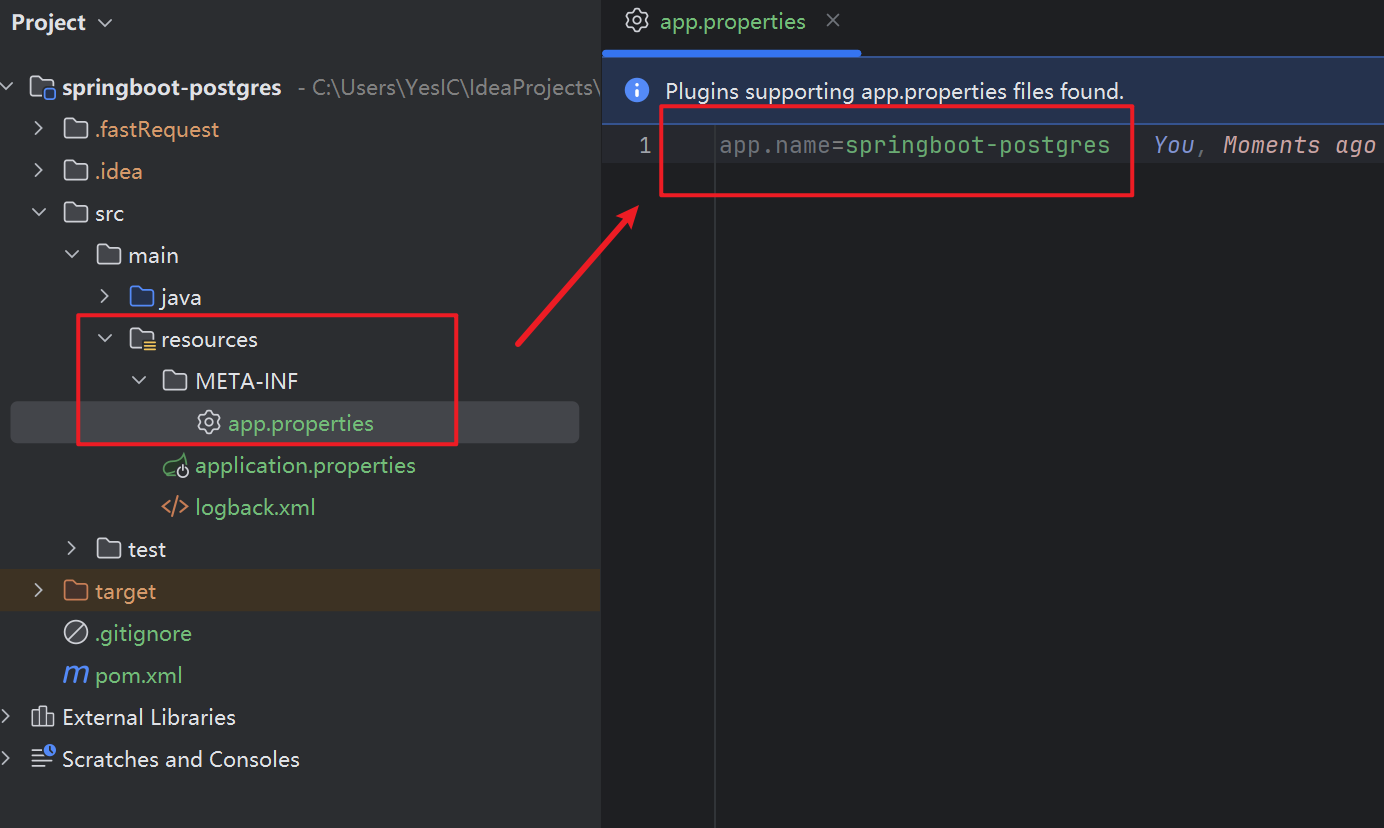 Project
springboot-postgres - C:\Users\YesIC\IdeaProjects\
.fastRequest
.idea
src
main
java
resources
META-INF
app.properties
application.properties
logback.xml
test
target
.gitignore
pom.xml
External Libraries
Scratches and Consoles
app.properties
Plugins supporting app.properties files found.
1 app.name=springboot-postgres You, Moments ago